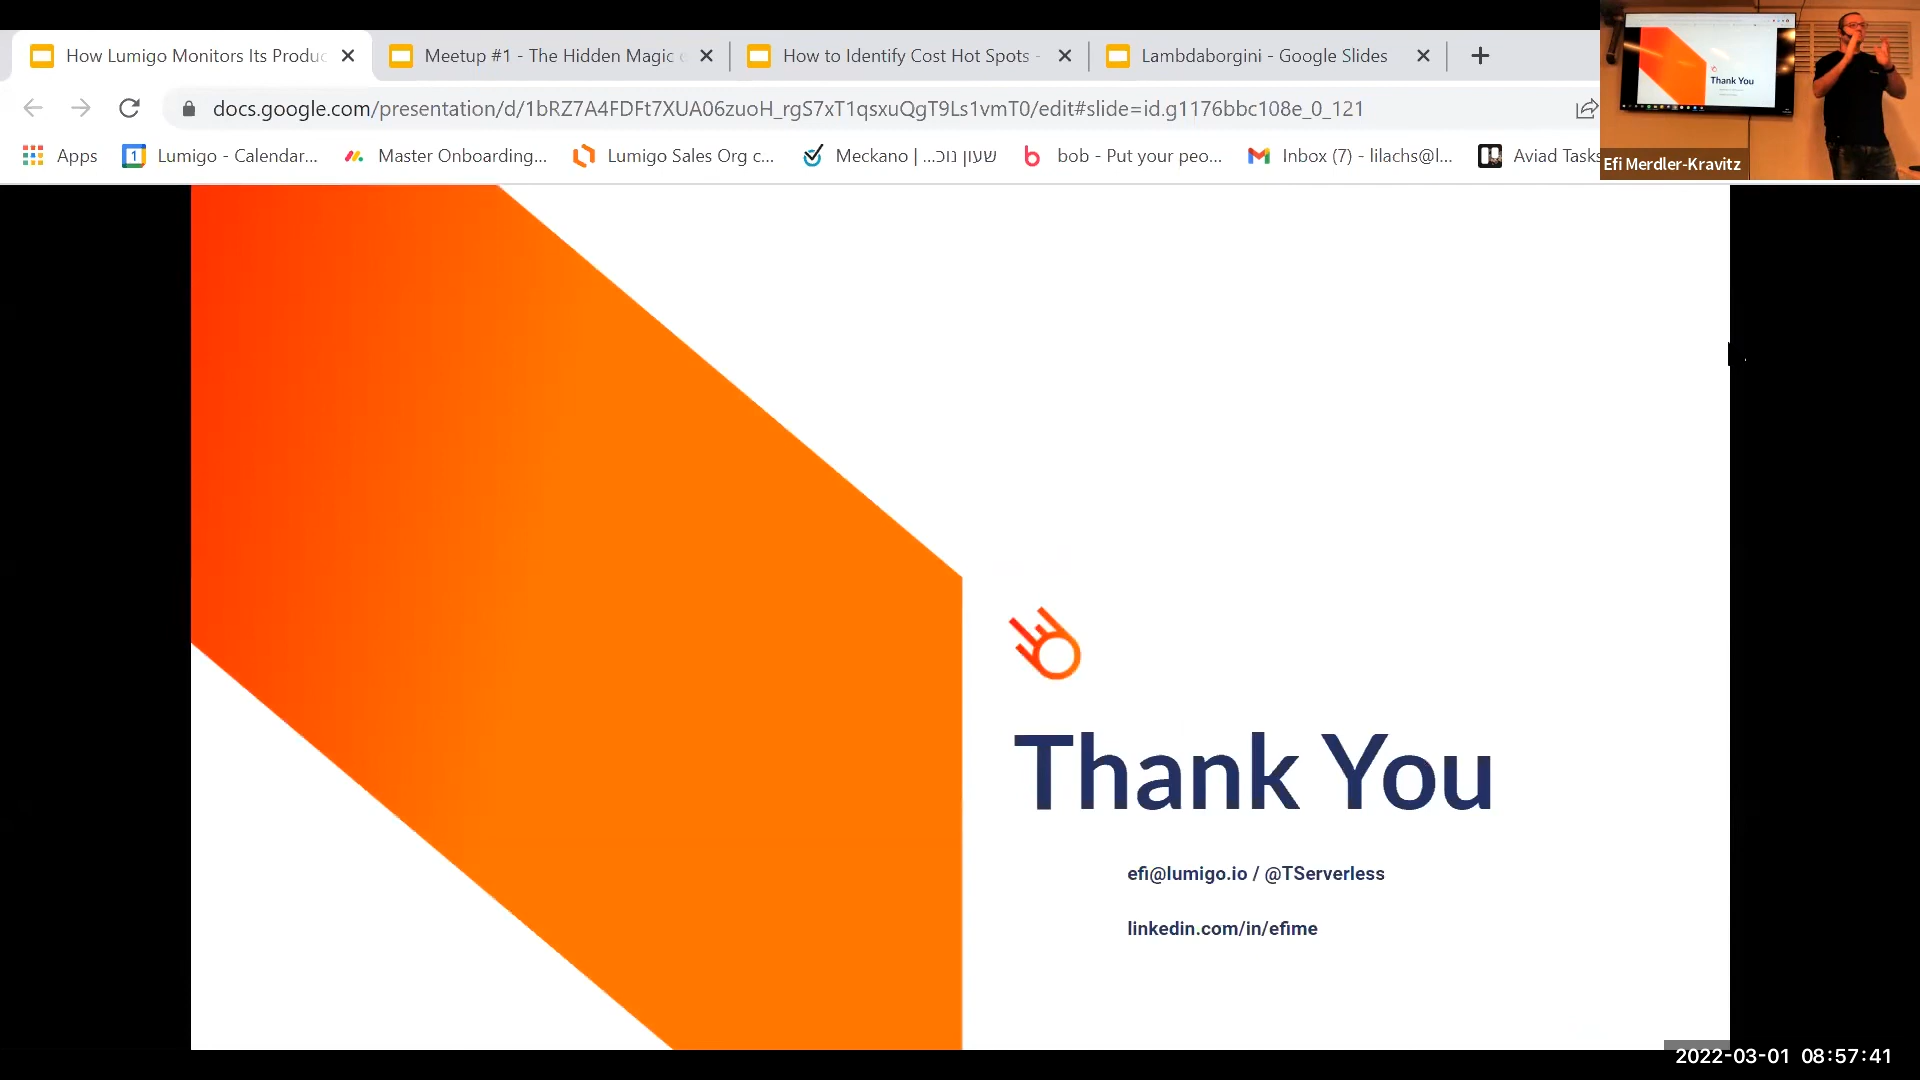 How Lumigo Monitors Its Produc
Meetup #1 - The Hidden Magic
How to Identify Cost Hot Spots -
Lambdaborgini - Google Slides
docs.google.com/presentation/d/1bRZ7A4FDFt7XUA06zuoH_rgS7xT1qsxuQgT9Ls1vmT0/edit#slide=id.g1176bbc108e_0_121
Apps
1
Lumigo - Calendar...
Master Onboarding...
Lumigo Sales Org c...
Meckano | ...שעון נוכ
b
bob - Put your peo...
Inbox (7) - lilachs@l...
Aviad Tasks
Thank You
Efi Merdler-Kravitz
Thank You
efi@lumigo.io / @TServerless
linkedin.com/in/efime
2022-03-01 08:57:41